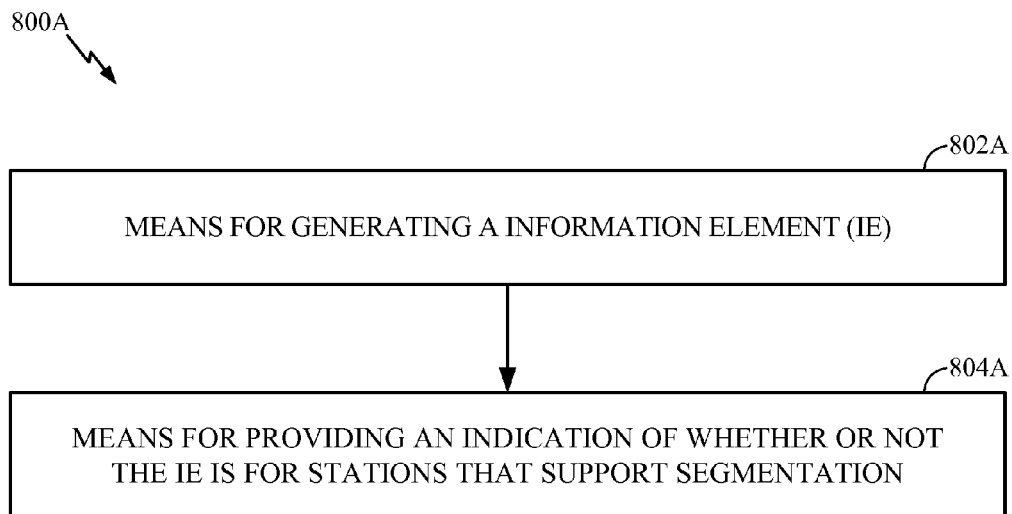 800A
802A
MEANS FOR GENERATING A INFORMATION ELEMENT (IE)
804A
MEANS FOR PROVIDING AN INDICATION OF WHETHER OR NOT
THE IE IS FOR STATIONS THAT SUPPORT SEGMENTATION